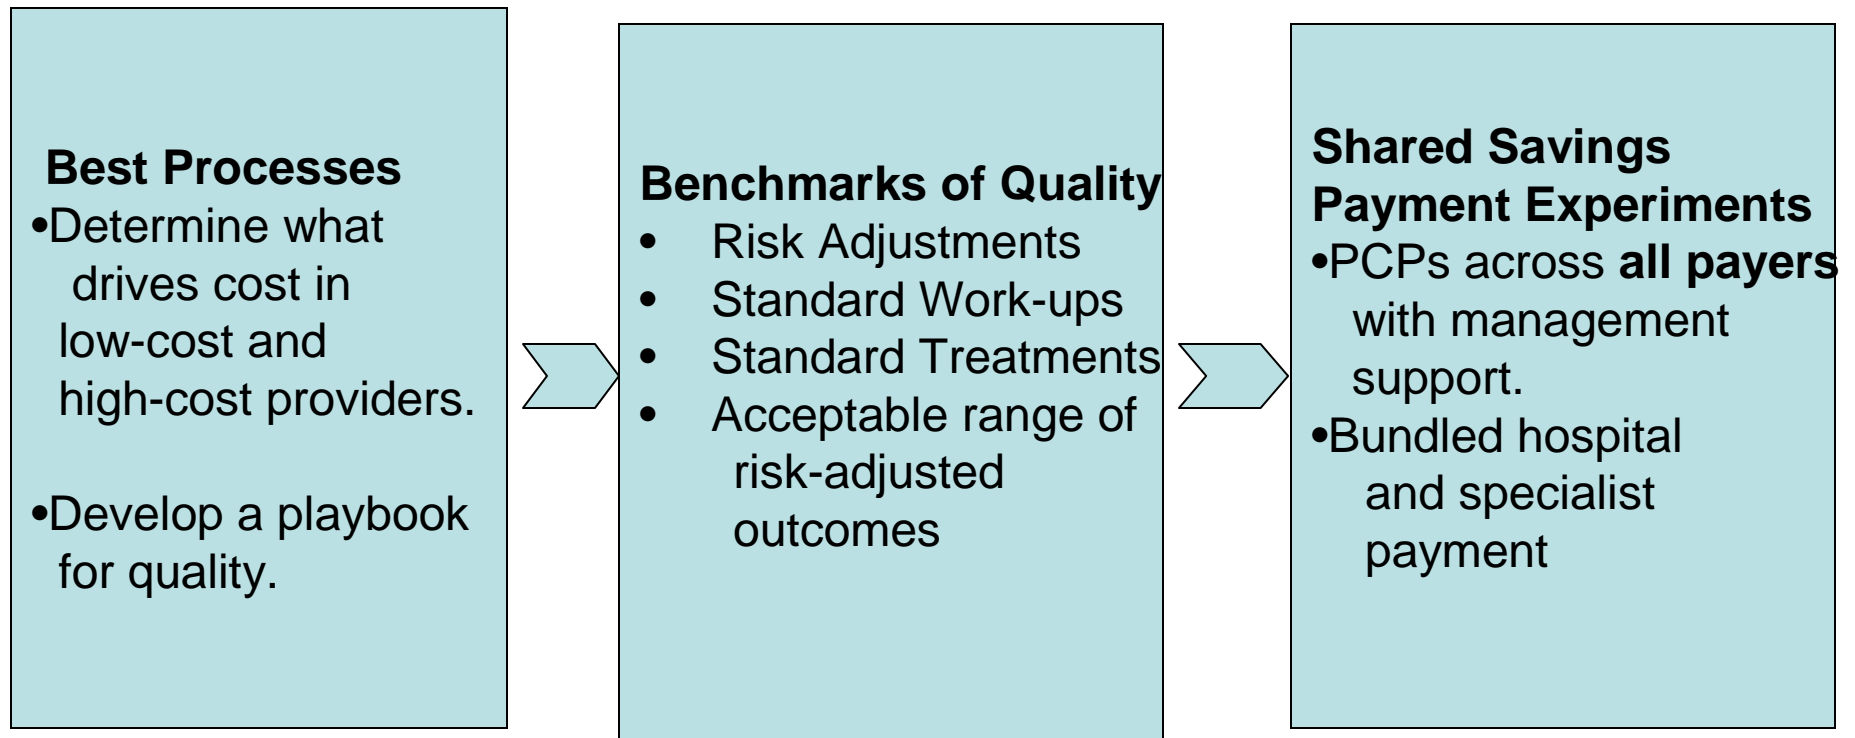 Best Processes
•Determine what
drives cost in
low-cost and
high-cost providers.
•Develop a playbook
for quality.
Benchmarks of Quality
• Risk Adjustments
• Standard Work-ups
• Standard Treatments
• Acceptable range of
risk-adjusted
outcomes
Shared Savings
Payment Experiments
•PCPs across all payers
with management
support.
•Bundled hospital
and specialist
payment